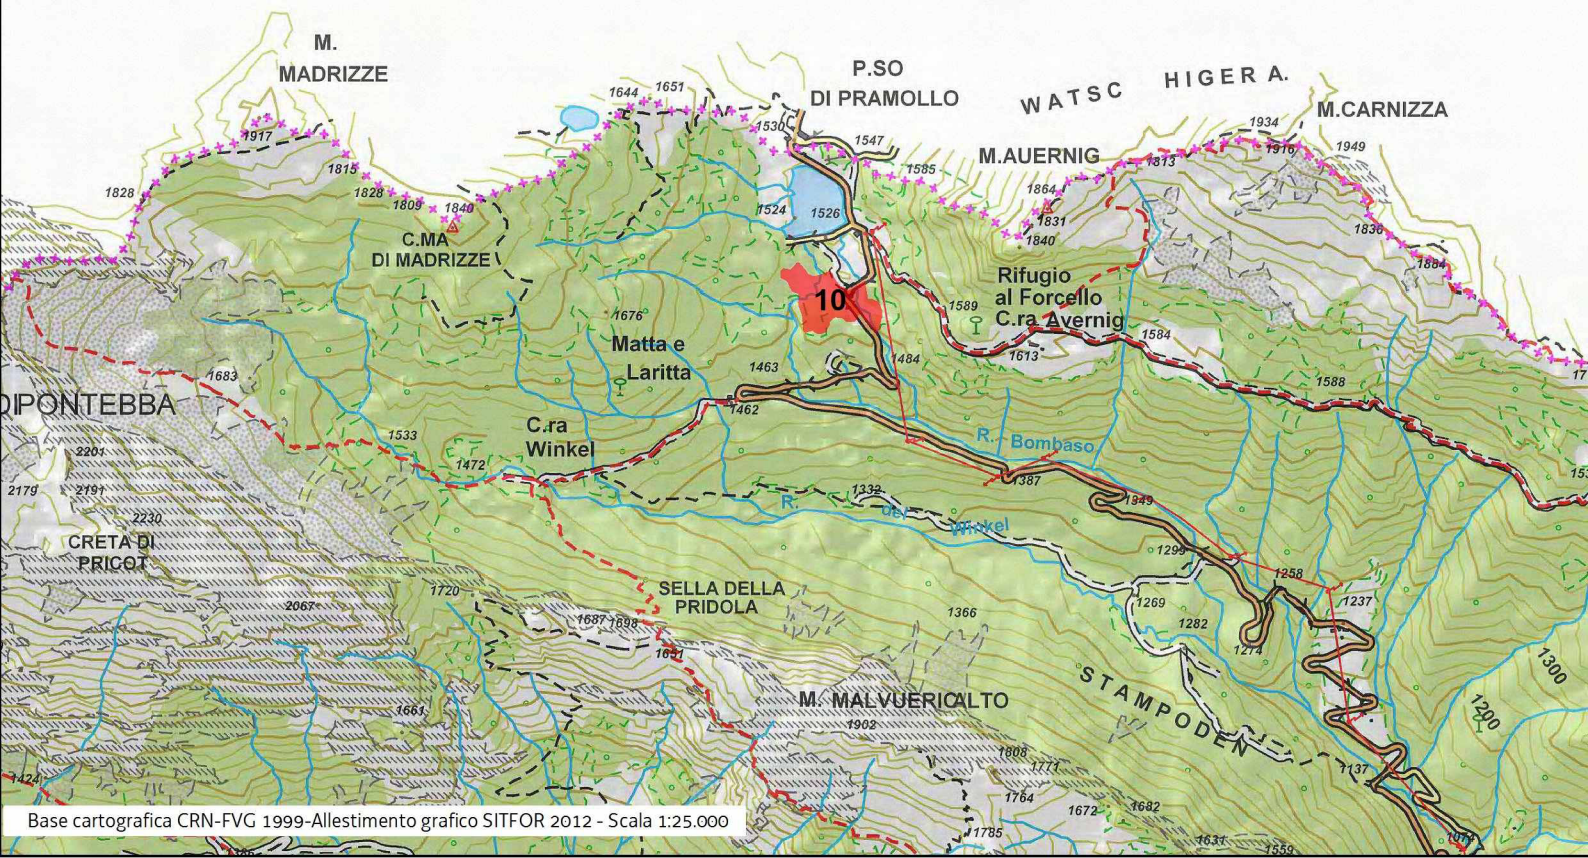 M.
MADRIZZE
1644
1651
P.SO
DI PRAMOLLO
WATSC HIGER A.
M.CARNIZZA
1917
1530
1547
M.AUERNIG
1934
1916
1949
1813
1815
1828
1828
1809
1840
1585
1864
1831
1840
1836
1524
1526
C.MA
DI MADRIZZE
1884
Rifugio
al Forcello
C.ra Avernig
10
1589
1676
1613
1584
Matta e
Laritta
1463
1484
1683
1588
DIPONTEBBA
1462
C.ra
Winkel
1533
R. Bombaso
1472
2201
2179
2191
1387
1332
1349
R. der Winkel
2230
CRETA DI
PRICOT
1299
1258
1237
SELLA DELLA
PRIDOLA
1720
2067
1687
1698
1366
1269
1282
1274
1651
1300
STAMPODEN
M. MALVUERICALTO
1902
1661
1200
1808
1771
1137
1424
1764
1672
1682
1785
1631
1559
1074
Base cartografica CRN-FVG 1999-Allestimento grafico SITFOR 2012 - Scala 1:25.000